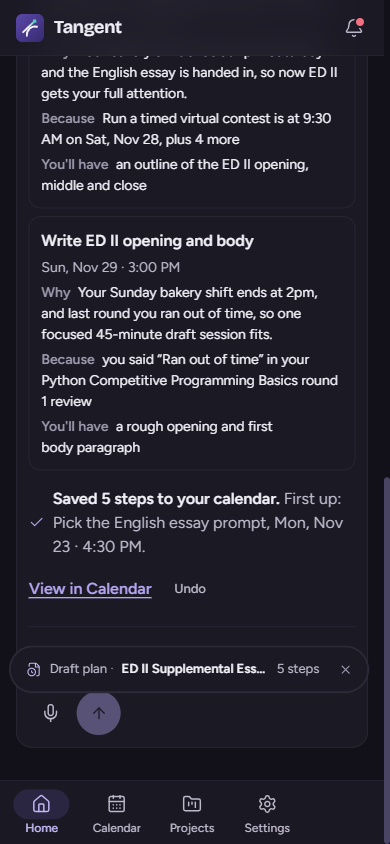 Tangent
and the English essay is handed in, so now ED II
gets your full attention.
Because Run a timed virtual contest is at 9:30
AM on Sat, Nov 28, plus 4 more
You'll have an outline of the ED II opening,
middle and close
Write ED II opening and body
Sun, Nov 29 · 3:00 PM
Why Your Sunday bakery shift ends at 2pm,
and last round you ran out of time, so one
focused 45-minute draft session fits.
Because you said “Ran out of time” in your
Python Competitive Programming Basics round
1 review
You'll have a rough opening and first
body paragraph
Saved 5 steps to your calendar. First up:
Pick the English essay prompt, Mon, Nov
23 · 4:30 PM.
View in Calendar Undo
Draft plan · ED II Supplemental Ess... 5 steps
Home Calendar Projects Settings